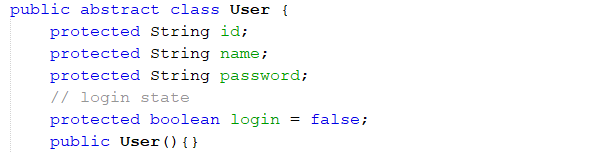 public abstract class User {
    protected String id;
    protected String name;
    protected String password;
    // login state
    protected boolean login = false;
    public User(){}